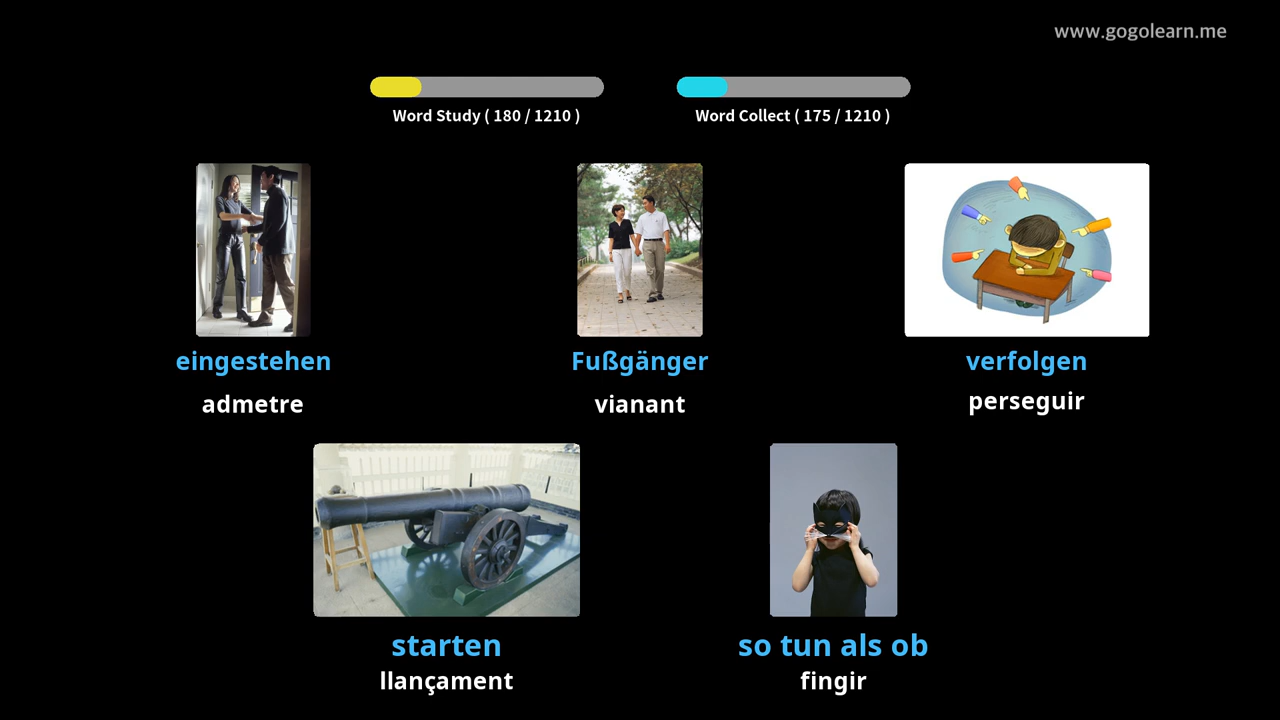 www.gogolearn.me
Word Study ( 180 / 1210 )
Word Collect ( 175 / 1210 )
eingestehen
admetre
Fußgänger
vianant
verfolgen
perseguir
starten
llançament
so tun als ob
fingir